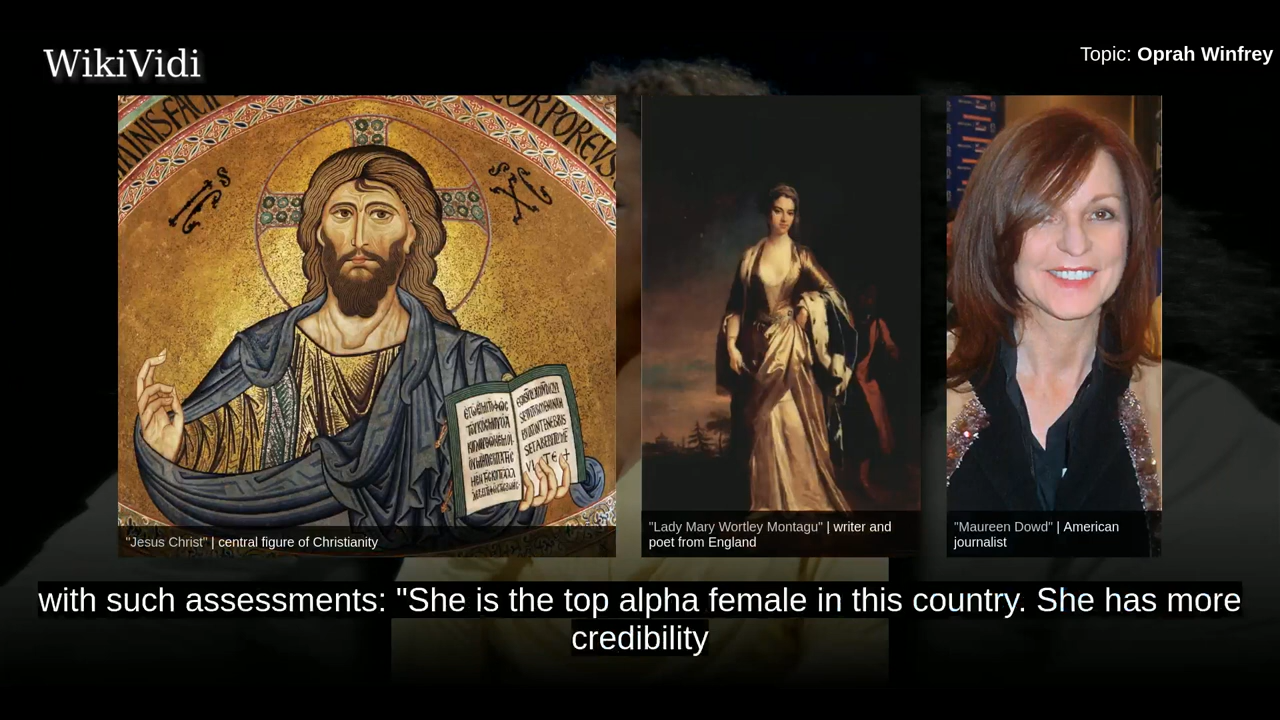 WikiVidi
Topic: Oprah Winfrey
"Jesus Christ" | central figure of Christianity
"Lady Mary Wortley Montagu" | writer and
poet from England
"Maureen Dowd" | American
journalist
with such assessments: "She is the top alpha female in this country. She has more
credibility